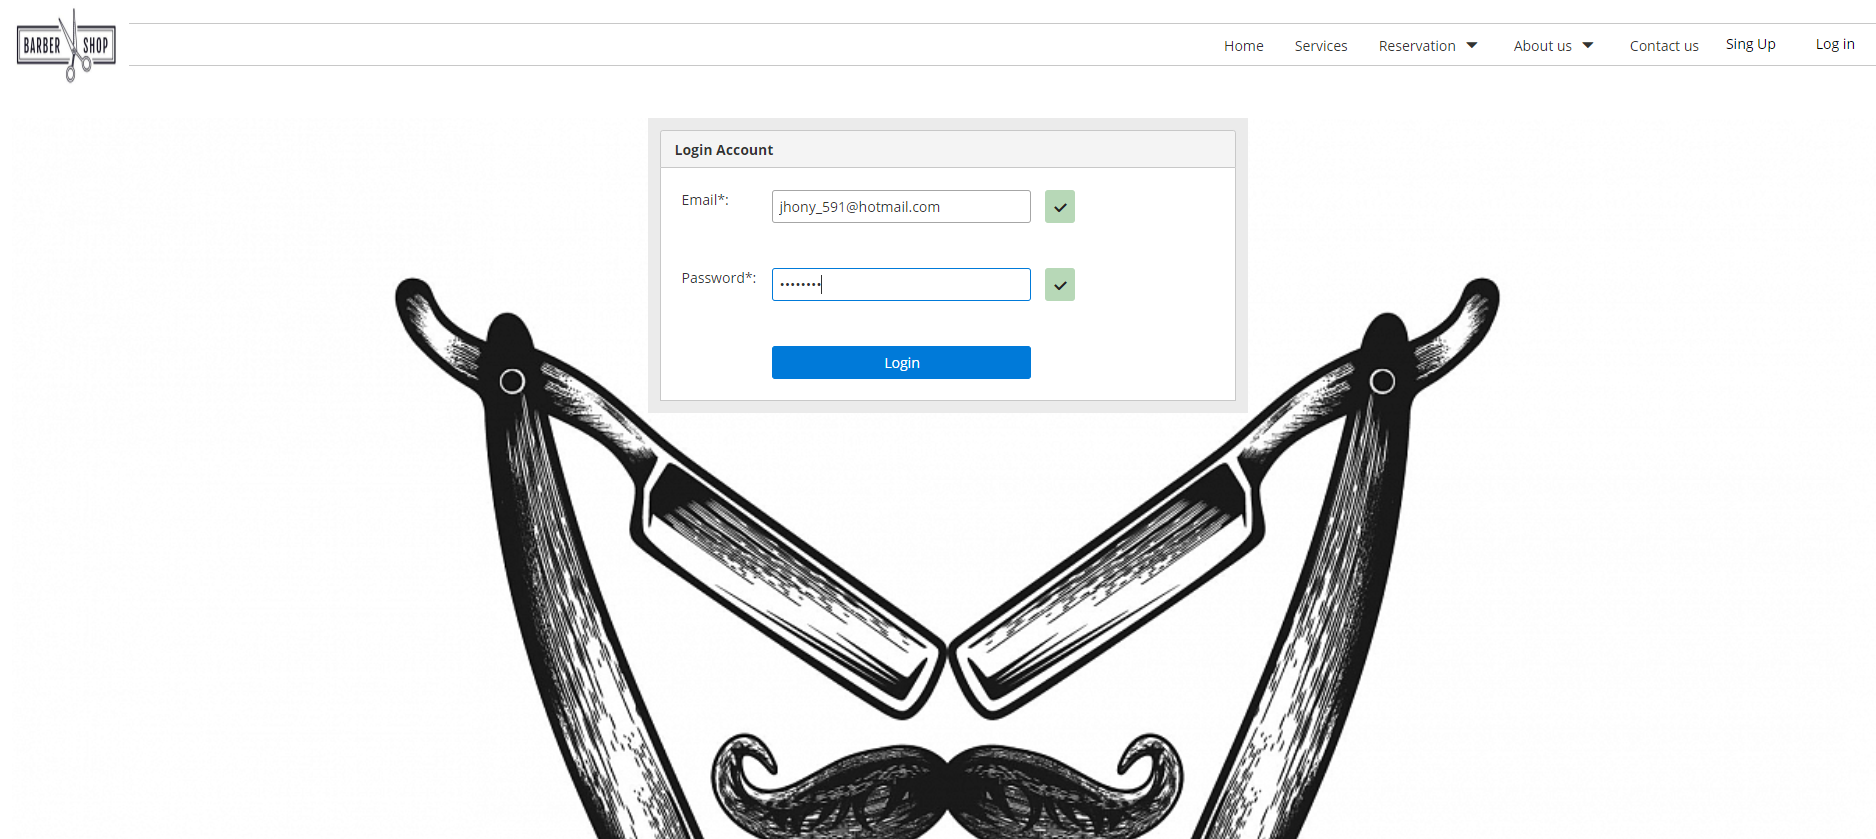 BARBER SHOP
Home Services Reservation About us Contact us Sing Up Log in
Login Account
Email*: jhony_591@hotmail.com
Password*: ••••••••
Login